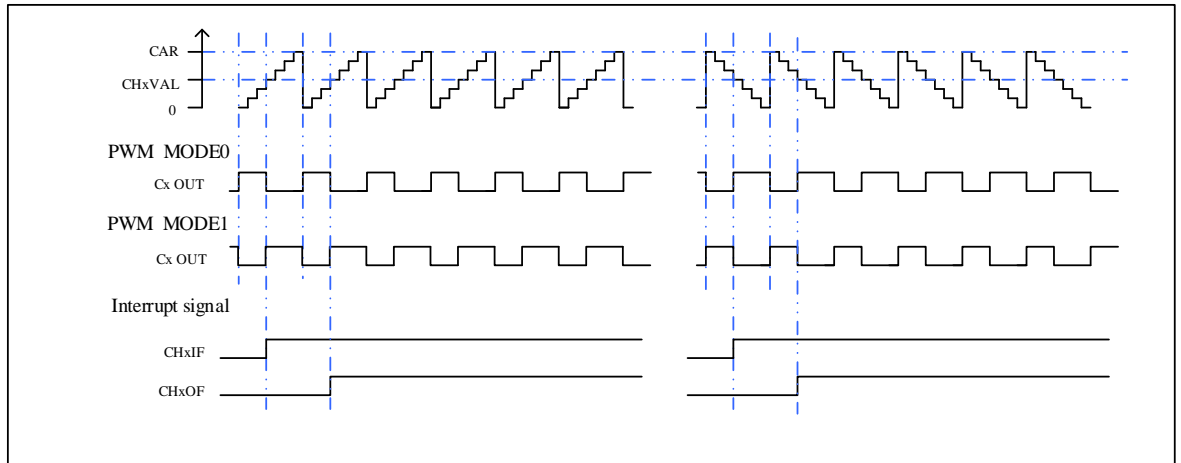 CAR
CHxVAL
0
PWM MODE0
Cx OUT
PWM MODE1
Cx OUT
Interrupt signal
CHxIF
CHxOF